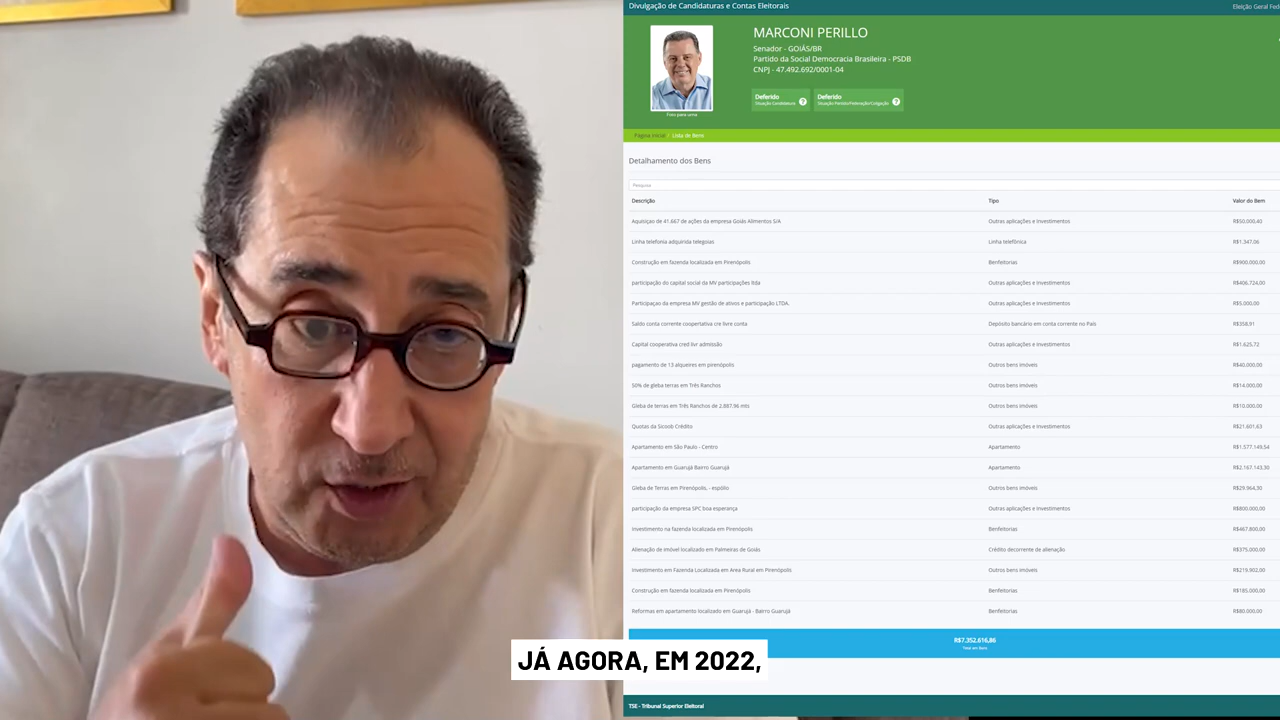 Divulgação de Candidaturas e Contas Eleitorais
Eleição Geral Fed
MARCONI PERILLO
Senador - GOIÁS/BR
Partido da Social Democracia Brasileira - PSDB
CNPJ - 47.492.692/0001-04
Deferido
Situação Candidatura
Deferido
Situação Partido/Federação/Coligação
Foto para urna
Página Inicial / Lista de Bens
Detalhamento dos Bens
Pesquisar
Descrição Tipo Valor do Bem
Aquisiçao de 41.667 de ações da empresa Goiás Alimentos S/A Outras aplicações e Investimentos R$50.000,40
Linha telefonia adquirida telegoias Linha telefônica R$1.347,06
Construção em fazenda localizada em Pirenópolis Benfeitorias R$900.000,00
participação do capital social da MV participações ltda Outras aplicações e Investimentos R$406.724,00
Participaçao da empresa MV gestão de ativos e participação LTDA. Outras aplicações e Investimentos R$5.000,00
Saldo conta corrente coopertativa cre livre conta Depósito bancário em conta corrente no País R$358,91
Capital cooperativa cred livr admissão Outras aplicações e Investimentos R$1.625,72
pagamento de 13 alqueires em pirenópolis Outros bens imóveis R$40.000,00
50% de gleba terras em Três Ranchos Outros bens imóveis R$14.000,00
Gleba de terras em Três Ranchos de 2.887,96 mts Outros bens imóveis R$10.000,00
Quotas da Sicoob Crédito Outras aplicações e Investimentos R$21.601,63
Apartamento em São Paulo - Centro Apartamento R$1.577.149,54
Apartamento em Guarujá Bairro Guarujá Apartamento R$2.167.143,30
Gleba de Terras em Pirenópolis, - espólio Outros bens imóveis R$29.964,30
participação da empresa SPC boa esperança Outras aplicações e Investimentos R$800.000,00
Investimento na fazenda localizada em Pirenópolis Benfeitorias R$467.800,00
Alienação de imóvel localizado em Palmeiras de Goiás Crédito decorrente de alienação R$375.000,00
Investimento em Fazenda Localizada em Area Rural em Pirenópolis Outros bens imóveis R$219.902,00
Construção em fazenda localizada em Pirenópolis Benfeitorias R$185.000,00
Reformas em apartamento localizado em Guarujá - Bairro Guarujá Benfeitorias R$80.000,00
R$7.352.616,86
Total em Bens
JÁ AGORA, EM 2022,
TSE - Tribunal Superior Eleitoral